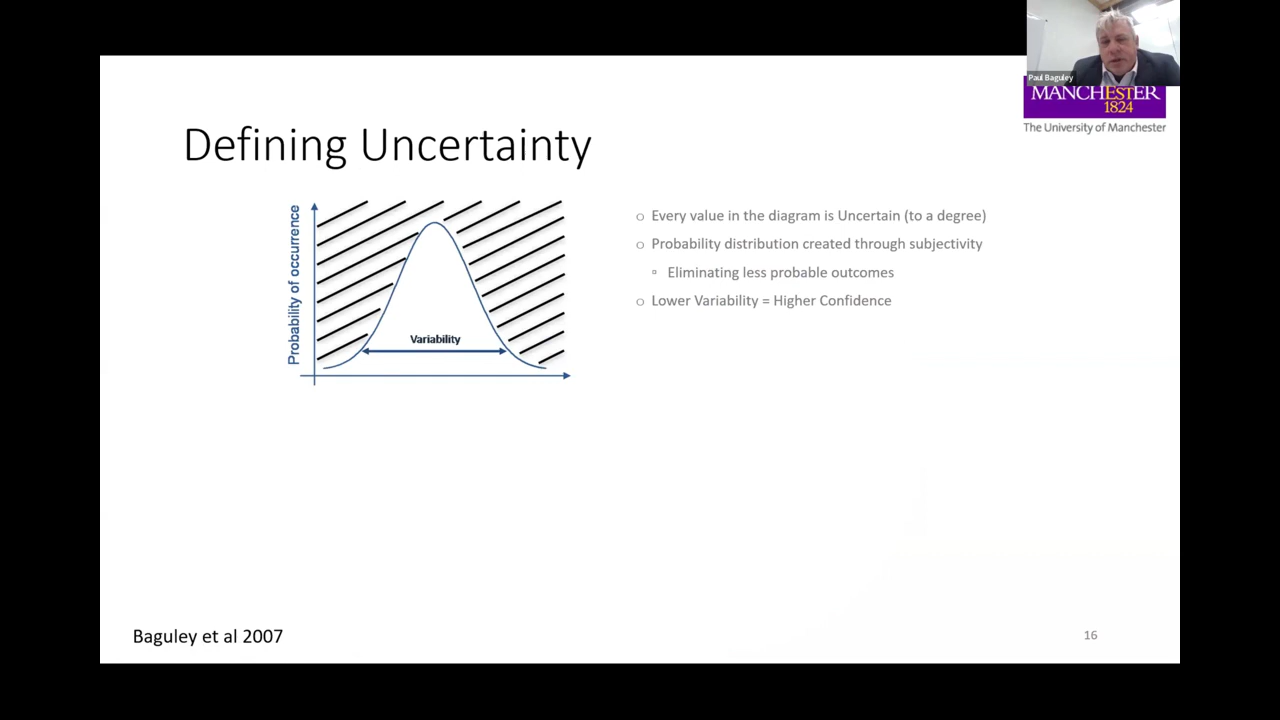 Paul Baguley
MANCHESTER
1824
The University of Manchester
Defining Uncertainty
Probability of occurrence
Variability
Every value in the diagram is Uncertain (to a degree)
Probability distribution created through subjectivity
Eliminating less probable outcomes
Lower Variability = Higher Confidence
Baguley et al 2007
16